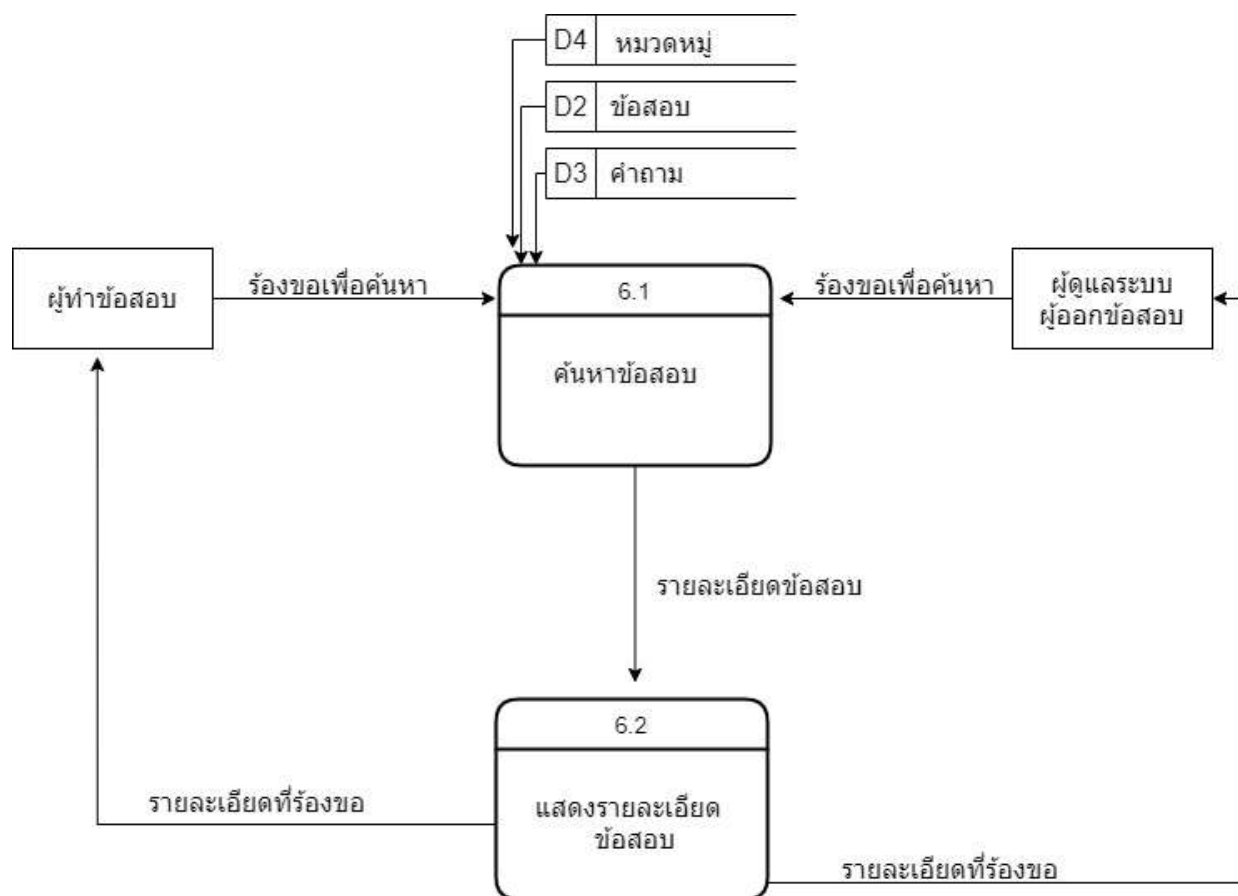 D4 หมวดหมู่
D2 ข้อสอบ
D3 คำถาม
ผู้ทำข้อสอบ
ร้องขอเพื่อค้นหา
6.1
ค้นหาข้อสอบ
ร้องขอเพื่อค้นหา
ผู้ดูแลระบบ
ผู้ออกข้อสอบ
รายละเอียดข้อสอบ
6.2
แสดงรายละเอียด
ข้อสอบ
รายละเอียดที่ร้องขอ
รายละเอียดที่ร้องขอ